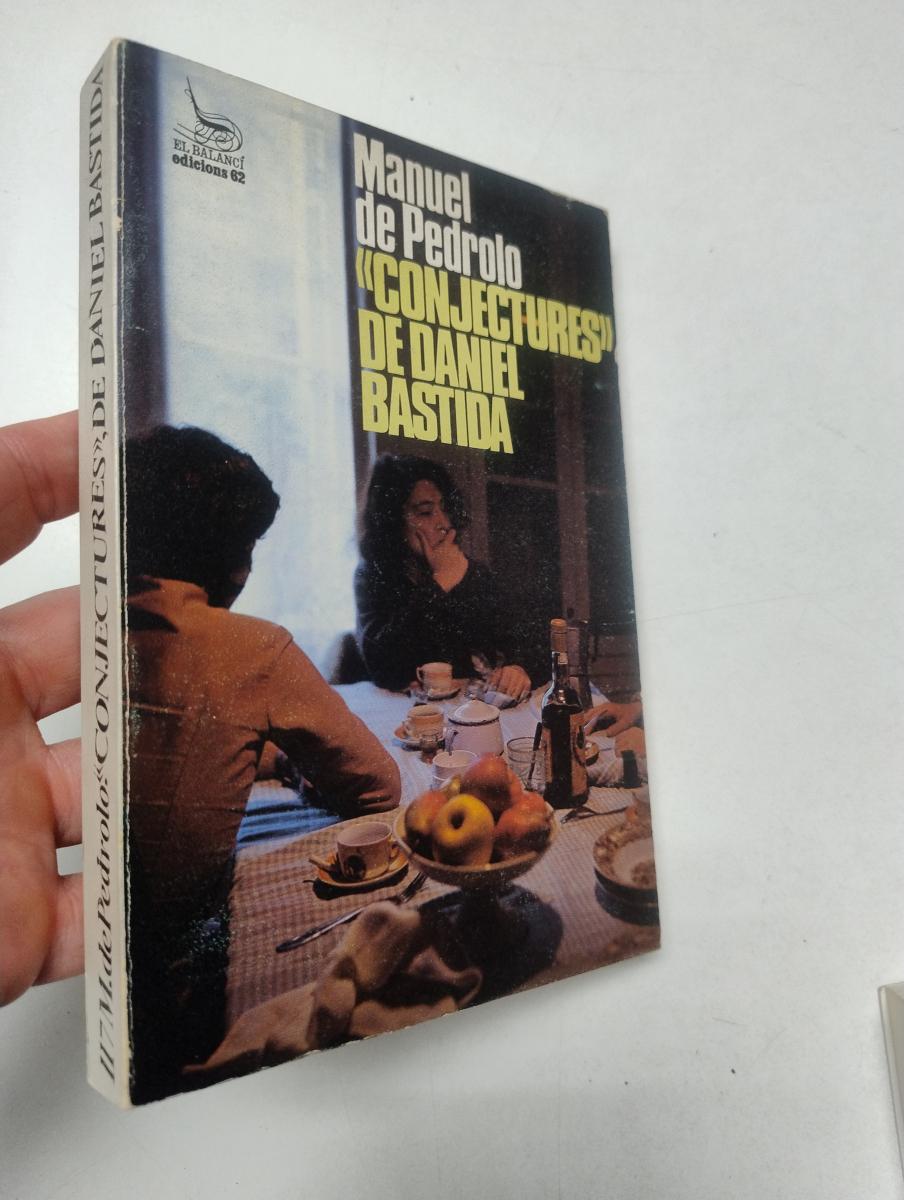 EL BALANCÍ
edicions 62
Manuel
de Pedrolo
«CONJECTURES»,
DE DANIEL
BASTIDA
117/M. de Pedrolo: «CONJECTURES», DE DANIEL BASTIDA